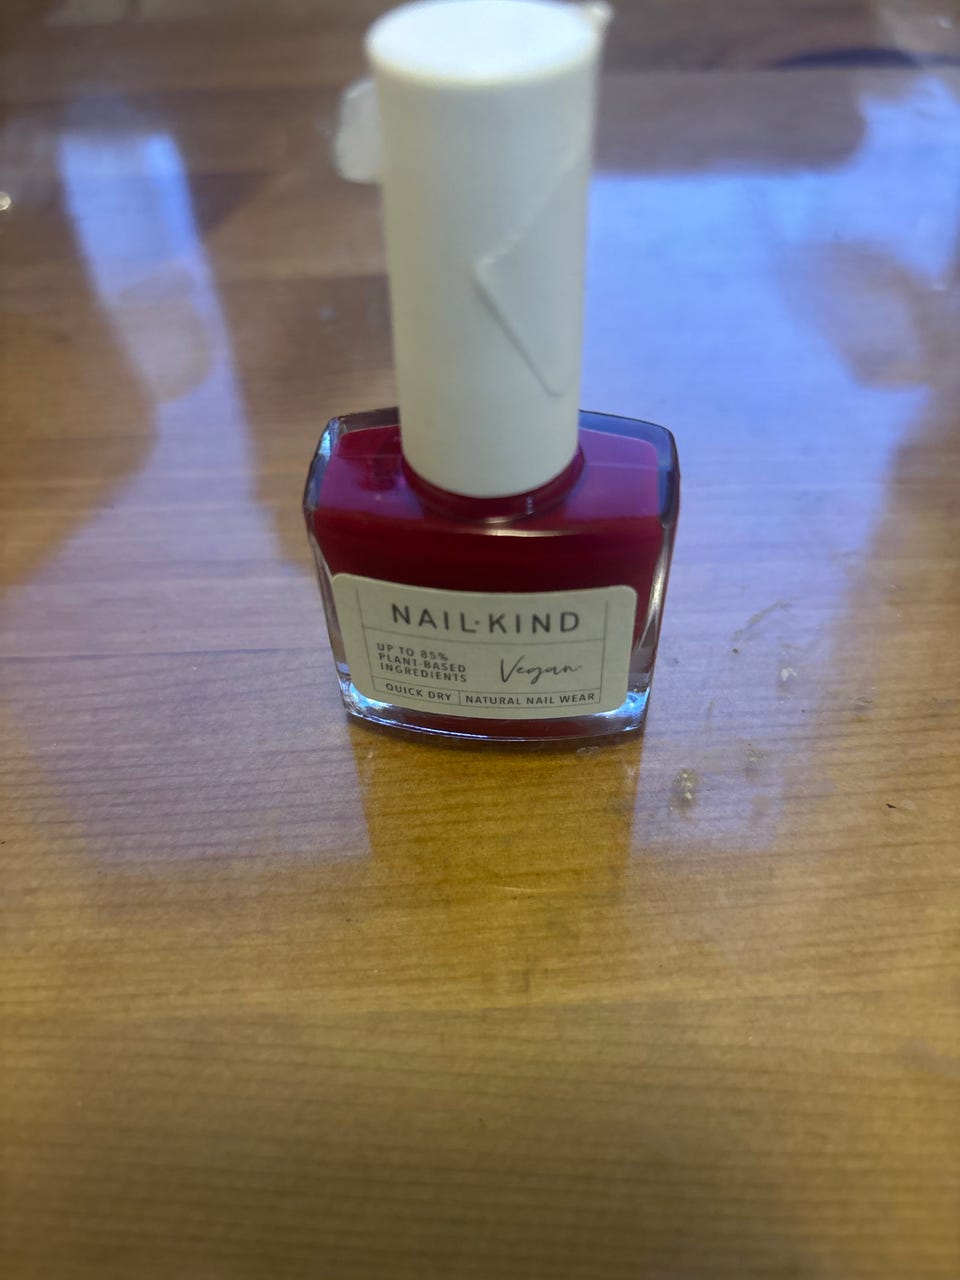 NAIL·KIND
UP TO 85%
PLANT-BASED
INGREDIENTS
Vegan
QUICK DRY
NATURAL NAIL WEAR